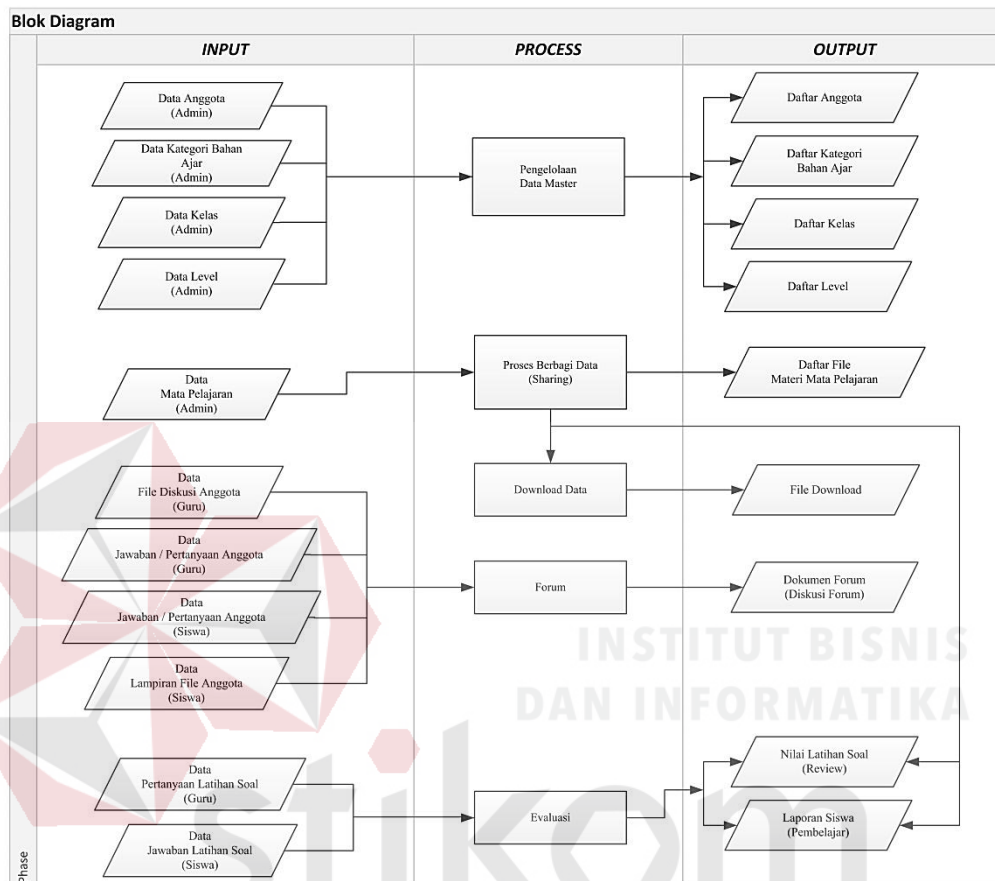 Blok Diagram
INPUT
PROCESS
OUTPUT
Data Anggota
(Admin)
Data Kategori Bahan
Ajar
(Admin)
Data Kelas
(Admin)
Data Level
(Admin)
Pengelolaan
Data Master
Daftar Anggota
Daftar Kategori
Bahan Ajar
Daftar Kelas
Daftar Level
Data
Mata Pelajaran
(Admin)
Proses Berbagi Data
(Sharing)
Daftar File
Materi Mata Pelajaran
Data
File Diskusi Anggota
(Guru)
Data
Jawaban / Pertanyaan Anggota
(Guru)
Data
Jawaban / Pertanyaan Anggota
(Siswa)
Data
Lampiran File Anggota
(Siswa)
Download Data
File Download
Forum
Dokumen Forum
(Diskusi Forum)
INSTITUT BISNIS
DAN INFORMATIKA
stikom
Data
Pertanyaan Latihan Soal
(Guru)
Data
Jawaban Latihan Soal
(Siswa)
Evaluasi
Nilai Latihan Soal
(Review)
Laporan Siswa
(Pembelajar)
Phase